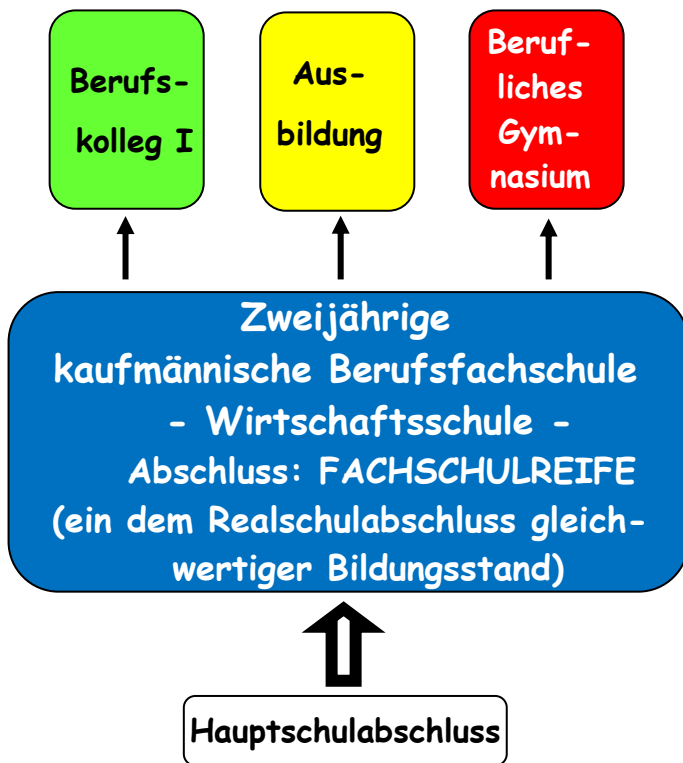 Berufs-
kolleg I
Aus-
bildung
Beruf-
liches
Gym-
nasium
Zweijährige
kaufmännische Berufsfachschule
- Wirtschaftsschule -
Abschluss: FACHSCHULREIFE
(ein dem Realschulabschluss gleich-
wertiger Bildungsstand)
Hauptschulabschluss